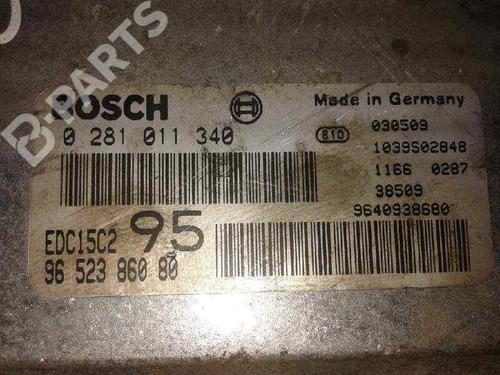 B-PARTS
BOSCH
Made in Germany
0 281 011 340
810
030509
1039S02848
1166 0287
38509
9640938680
EDC15C2
95
96 523 860 80